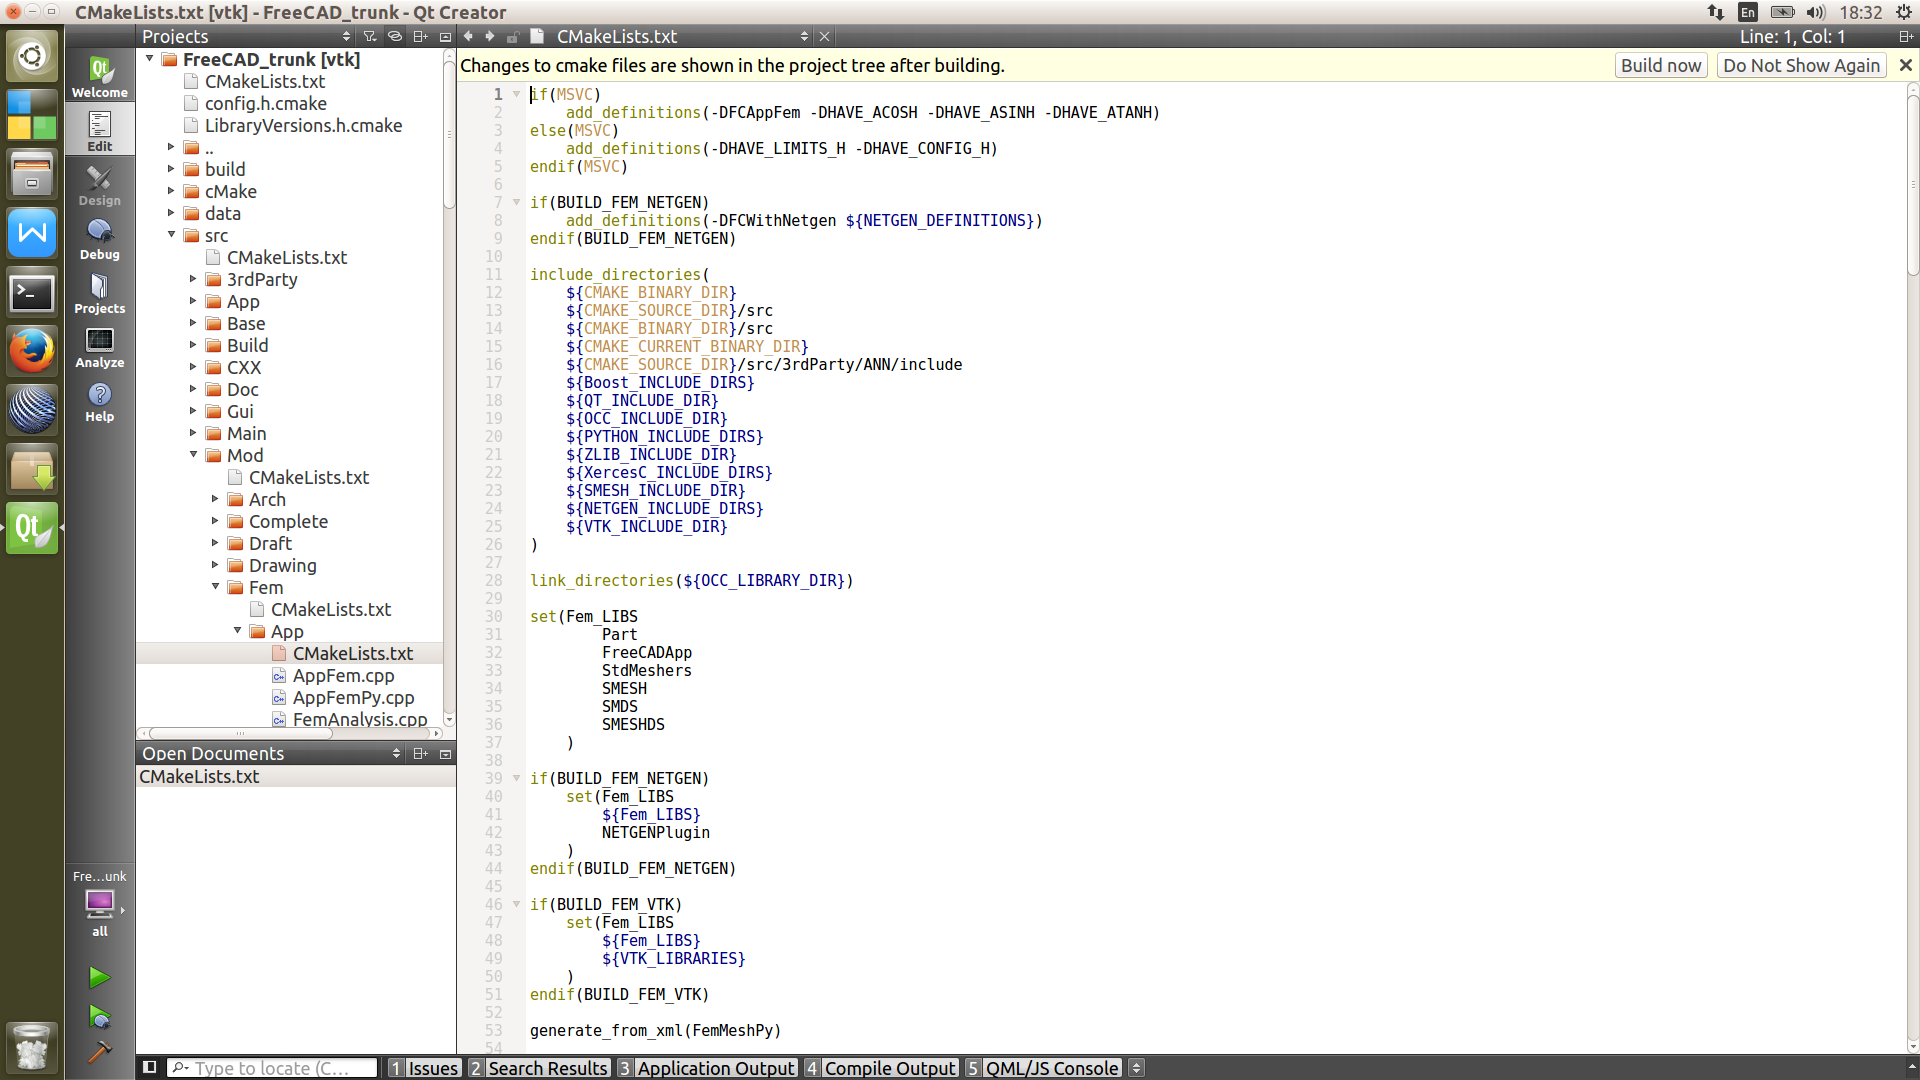 CMakeLists.txt [vtk] - FreeCAD_trunk - Qt Creator
En
18:32
Projects
CMakeLists.txt
Line: 1, Col: 1
Changes to cmake files are shown in the project tree after building.
Build now
Do Not Show Again
Welcome
Edit
Design
Debug
Projects
Analyze
Help
Fre...unk
all
FreeCAD_trunk [vtk]
CMakeLists.txt
config.h.cmake
LibraryVersions.h.cmake
..
build
cMake
data
src
CMakeLists.txt
3rdParty
App
Base
Build
CXX
Doc
Gui
Main
Mod
CMakeLists.txt
Arch
Complete
Draft
Drawing
Fem
CMakeLists.txt
App
CMakeLists.txt
AppFem.cpp
AppFemPy.cpp
FemAnalysis.cpp
Open Documents
CMakeLists.txt
1 if(MSVC)
2 add_definitions(-DFCAppFem -DHAVE_ACOSH -DHAVE_ASINH -DHAVE_ATANH)
3 else(MSVC)
4 add_definitions(-DHAVE_LIMITS_H -DHAVE_CONFIG_H)
5 endif(MSVC)
6
7 if(BUILD_FEM_NETGEN)
8 add_definitions(-DFCWithNetgen ${NETGEN_DEFINITIONS})
9 endif(BUILD_FEM_NETGEN)
10
11 include_directories(
12 ${CMAKE_BINARY_DIR}
13 ${CMAKE_SOURCE_DIR}/src
14 ${CMAKE_BINARY_DIR}/src
15 ${CMAKE_CURRENT_BINARY_DIR}
16 ${CMAKE_SOURCE_DIR}/src/3rdParty/ANN/include
17 ${Boost_INCLUDE_DIRS}
18 ${QT_INCLUDE_DIR}
19 ${OCC_INCLUDE_DIR}
20 ${PYTHON_INCLUDE_DIRS}
21 ${ZLIB_INCLUDE_DIR}
22 ${XercesC_INCLUDE_DIRS}
23 ${SMESH_INCLUDE_DIR}
24 ${NETGEN_INCLUDE_DIRS}
25 ${VTK_INCLUDE_DIR}
26 )
27
28 link_directories(${OCC_LIBRARY_DIR})
29
30 set(Fem_LIBS
31 Part
32 FreeCADApp
33 StdMeshers
34 SMESH
35 SMDS
36 SMESHDS
37 )
38
39 if(BUILD_FEM_NETGEN)
40 set(Fem_LIBS
41 ${Fem_LIBS}
42 NETGENPlugin
43 )
44 endif(BUILD_FEM_NETGEN)
45
46 if(BUILD_FEM_VTK)
47 set(Fem_LIBS
48 ${Fem_LIBS}
49 ${VTK_LIBRARIES}
50 )
51 endif(BUILD_FEM_VTK)
52
53 generate_from_xml(FemMeshPy)
54
Type to locate (C...
1 Issues
2 Search Results
3 Application Output
4 Compile Output
5 QML/JS Console